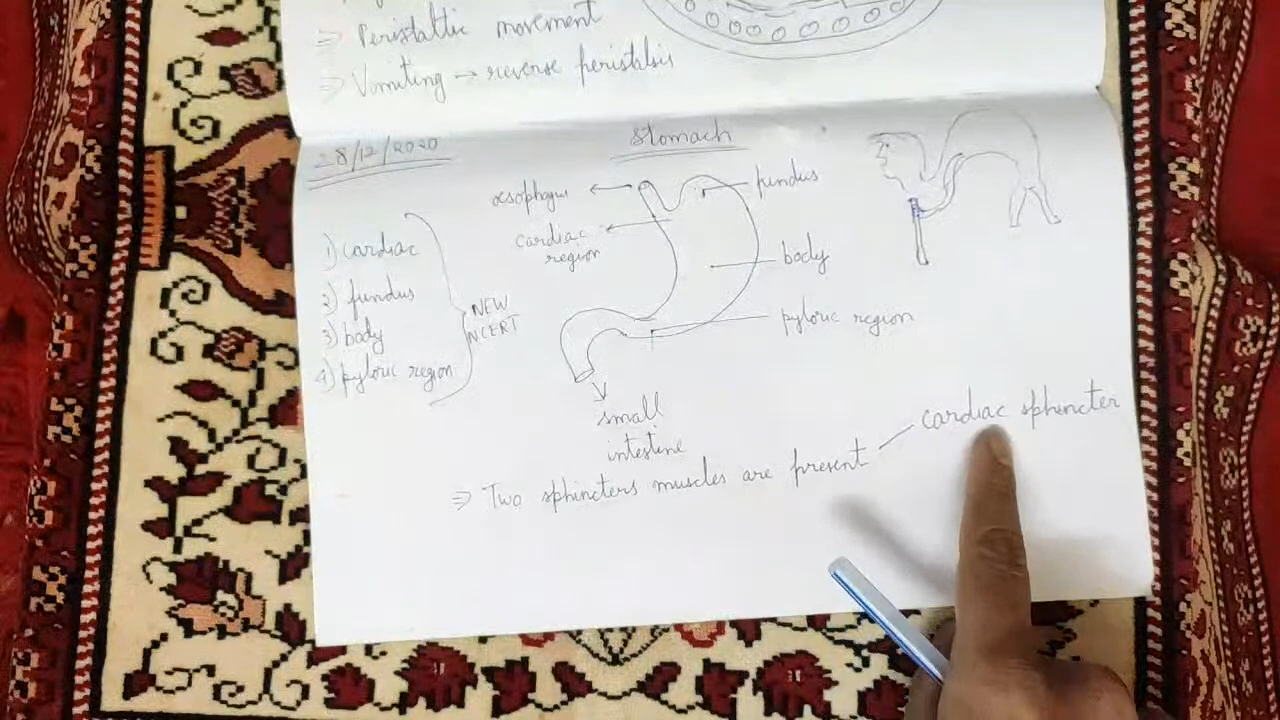 ⇒ Peristaltic movement
⇒ Vomiting → reverse peristalsis
28/12/2020
Stomach
oesophagus
fundus
cardiac region
1) cardiac
2) fundus
3) body
4) pyloric region
NEW NCERT
body
pyloric region
small intestine
⇒ Two sphincters muscles are present
cardiac sphincter